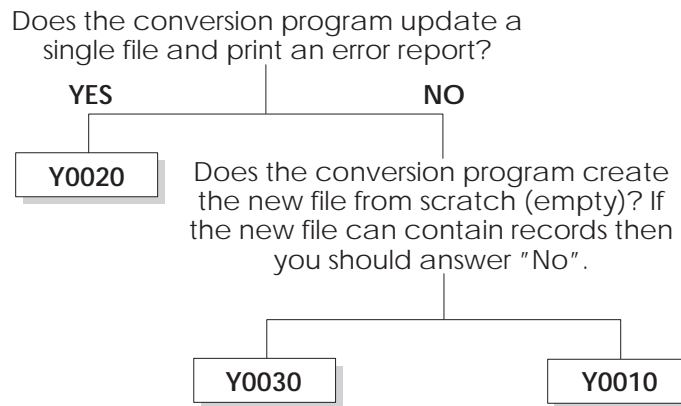 Does the conversion program update a
single file and print an error report?
YES
NO
Y0020
Does the conversion program create
the new file from scratch (empty)? If
the new file can contain records then
you should answer "No".
Y0030
Y0010